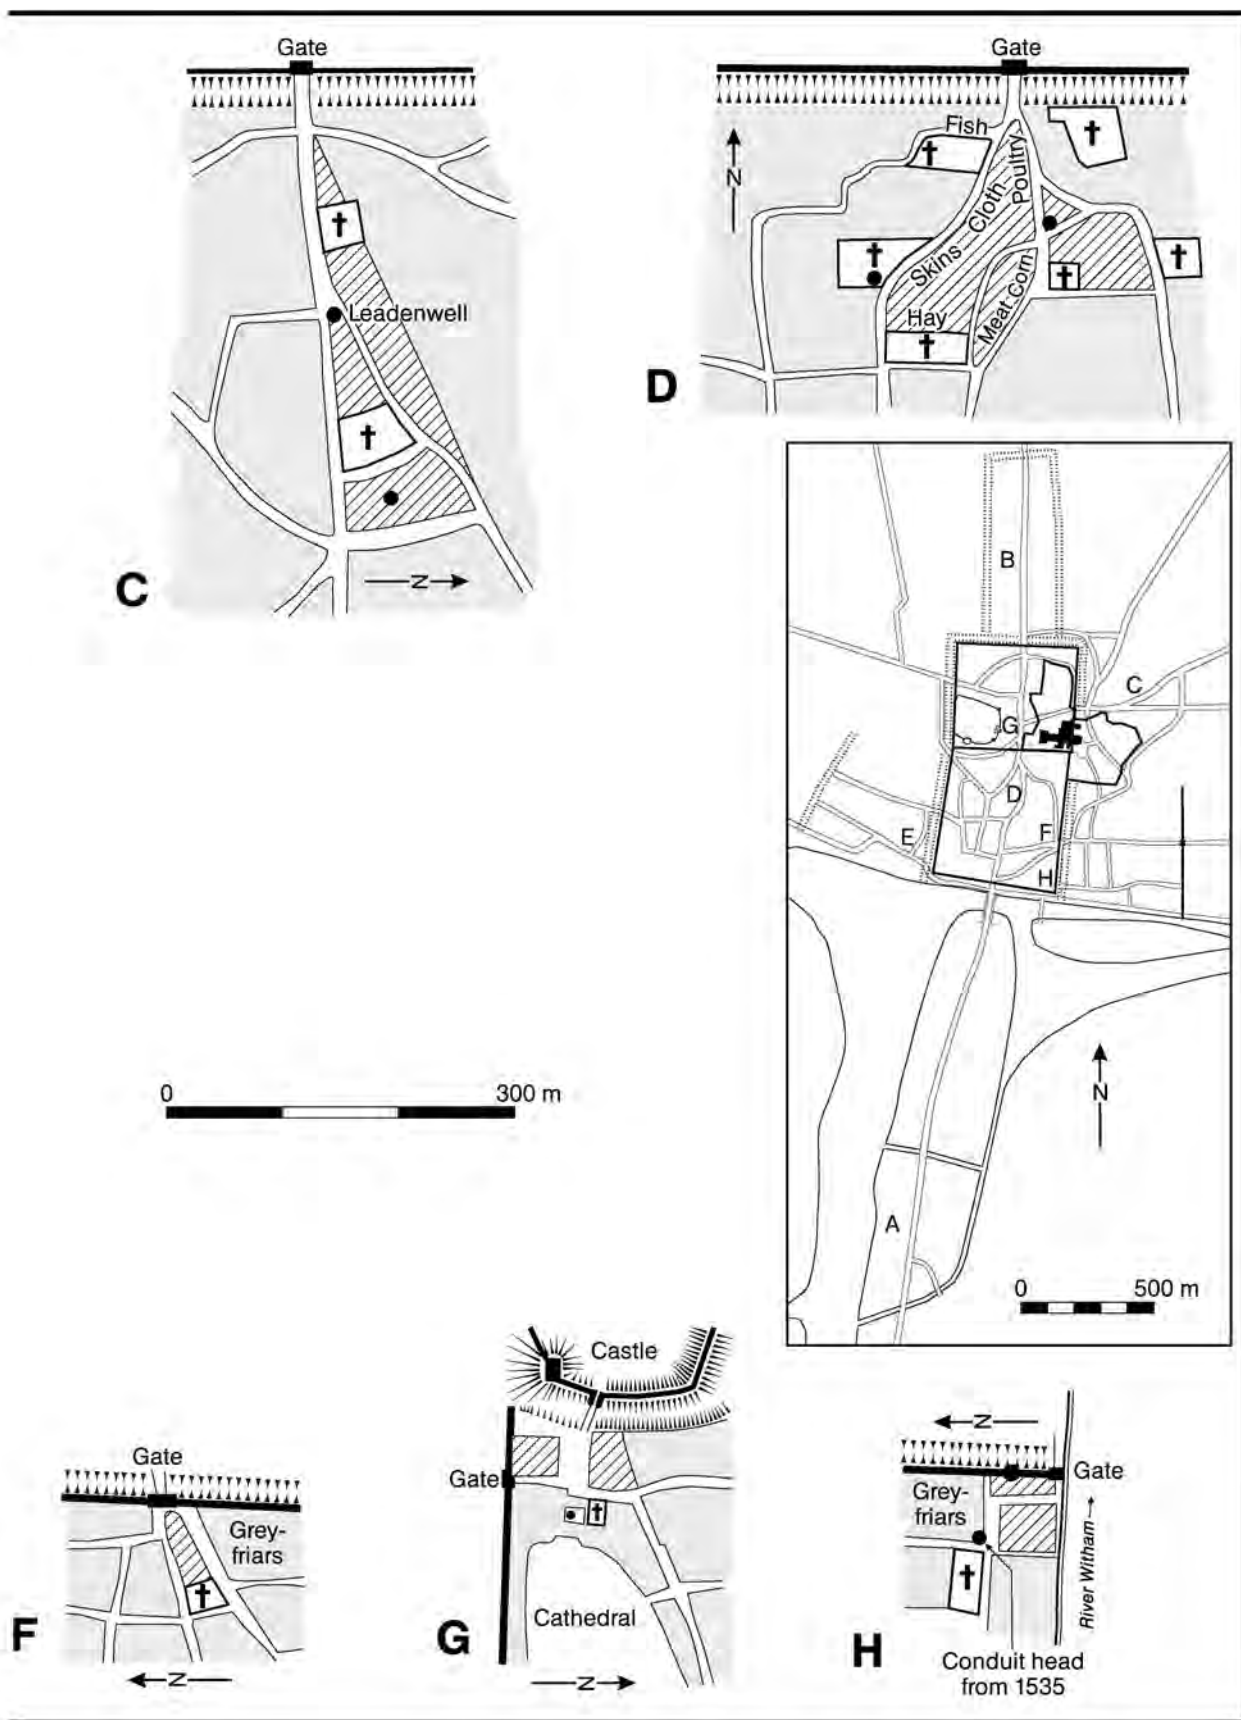 Gate
Leadenwell
N
C
Gate
N
Fish
Poultry
Cloth
Skins
Hay
Meat
Corn
D
B
C
G
D
E
F
H
N
A
0 500 m
0 300 m
Gate
Grey-
friars
N
F
Castle
Gate
Cathedral
N
G
N
Gate
Grey-
friars
River Witham
H
Conduit head
from 1535